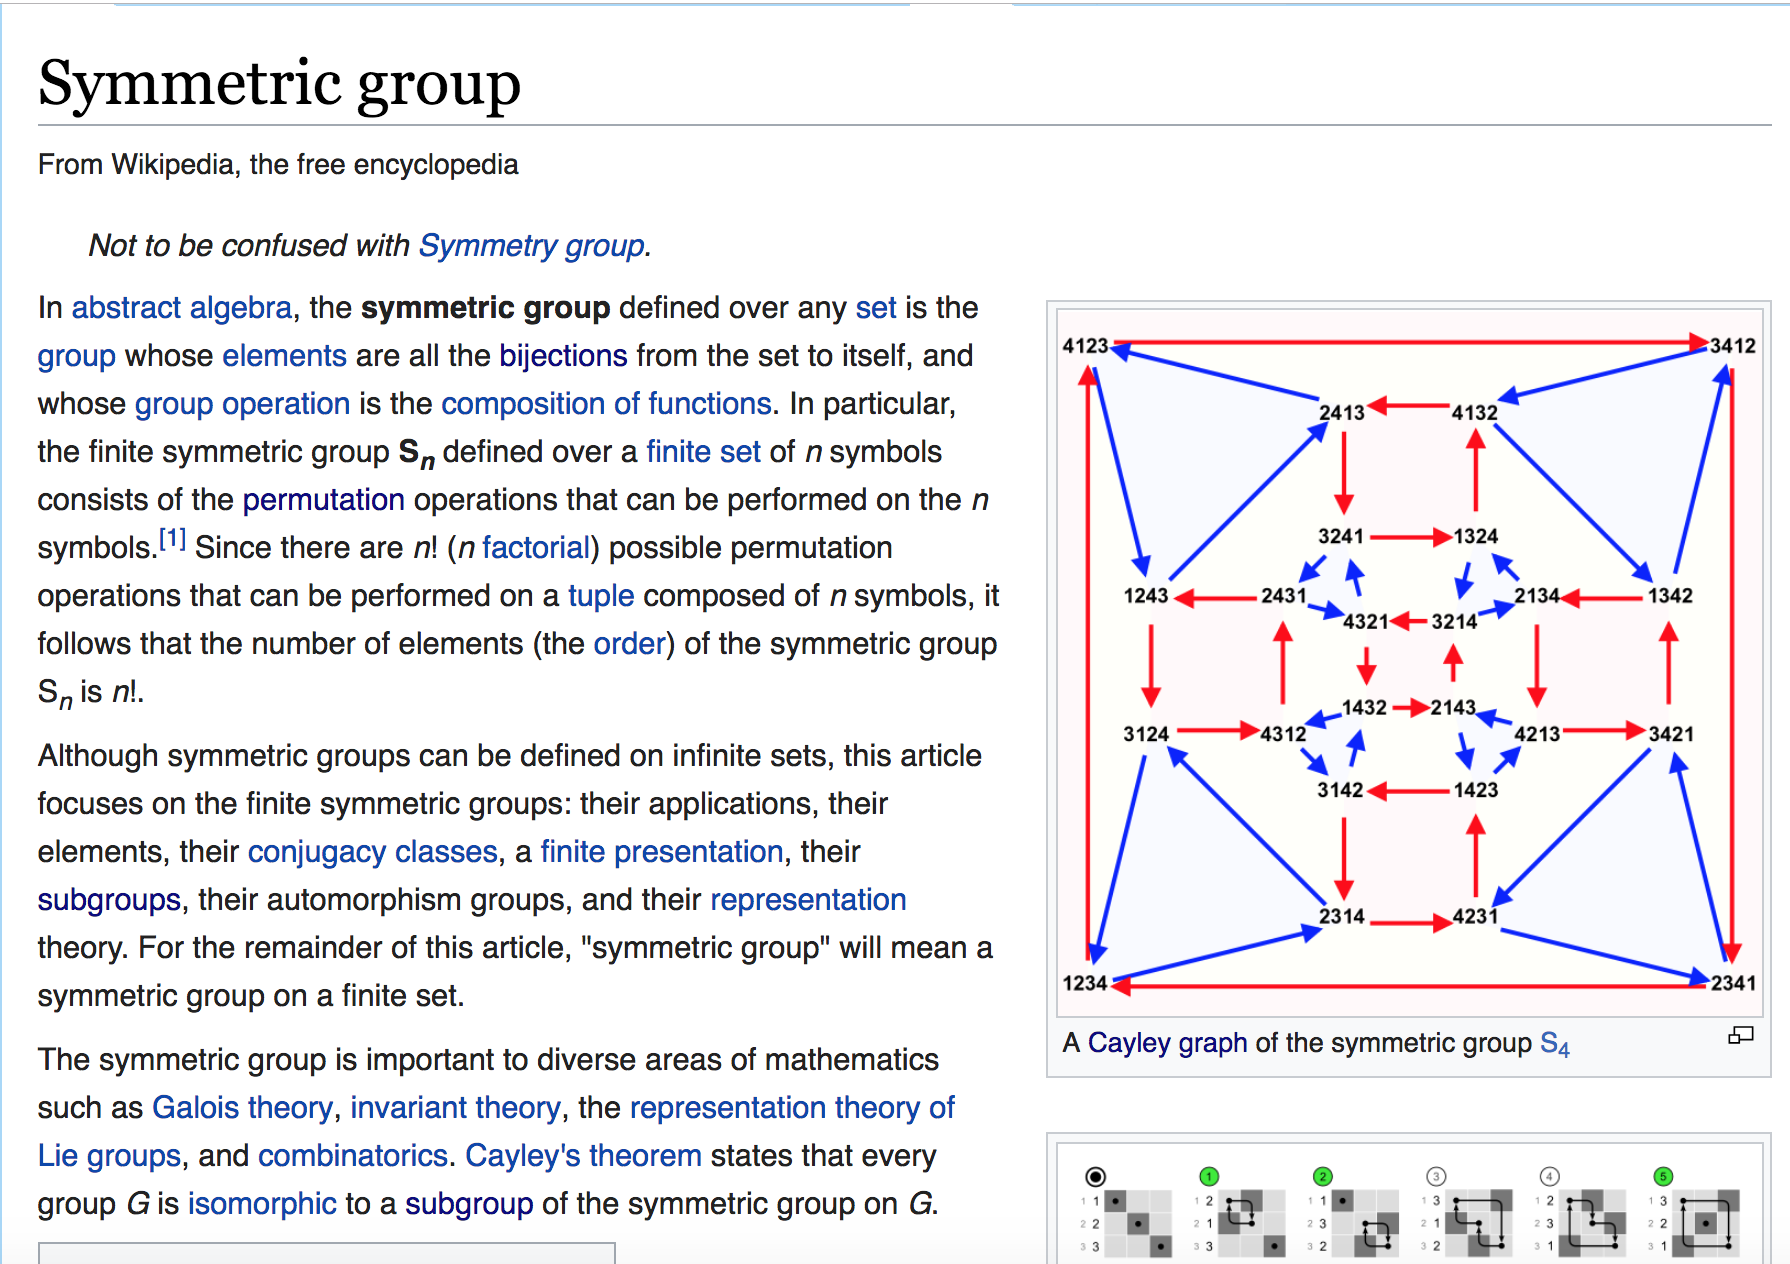 Symmetric group
From Wikipedia, the free encyclopedia
Not to be confused with Symmetry group.
In abstract algebra, the symmetric group defined over any set is the
group whose elements are all the bijections from the set to itself, and
whose group operation is the composition of functions. In particular,
the finite symmetric group Sn defined over a finite set of n symbols
consists of the permutation operations that can be performed on the n
symbols.[1] Since there are n! (n factorial) possible permutation
operations that can be performed on a tuple composed of n symbols, it
follows that the number of elements (the order) of the symmetric group
Sn is n!.
Although symmetric groups can be defined on infinite sets, this article
focuses on the finite symmetric groups: their applications, their
elements, their conjugacy classes, a finite presentation, their
subgroups, their automorphism groups, and their representation
theory. For the remainder of this article, "symmetric group" will mean a
symmetric group on a finite set.
The symmetric group is important to diverse areas of mathematics
such as Galois theory, invariant theory, the representation theory of
Lie groups, and combinatorics. Cayley's theorem states that every
group G is isomorphic to a subgroup of the symmetric group on G.
4123 3412
2413 4132
3241 1324
1243 2431 2134 1342
4321 3214
1432 2143
3124 4312 4213 3421
3142 1423
2314 4231
1234 2341
A Cayley graph of the symmetric group S4
1 2 3 4 5
1 1 1 2 1 1 1 3 1 2 1 3
2 2 2 1 2 3 2 1 2 3 2 2
3 3 3 3 3 2 3 2 3 1 3 1